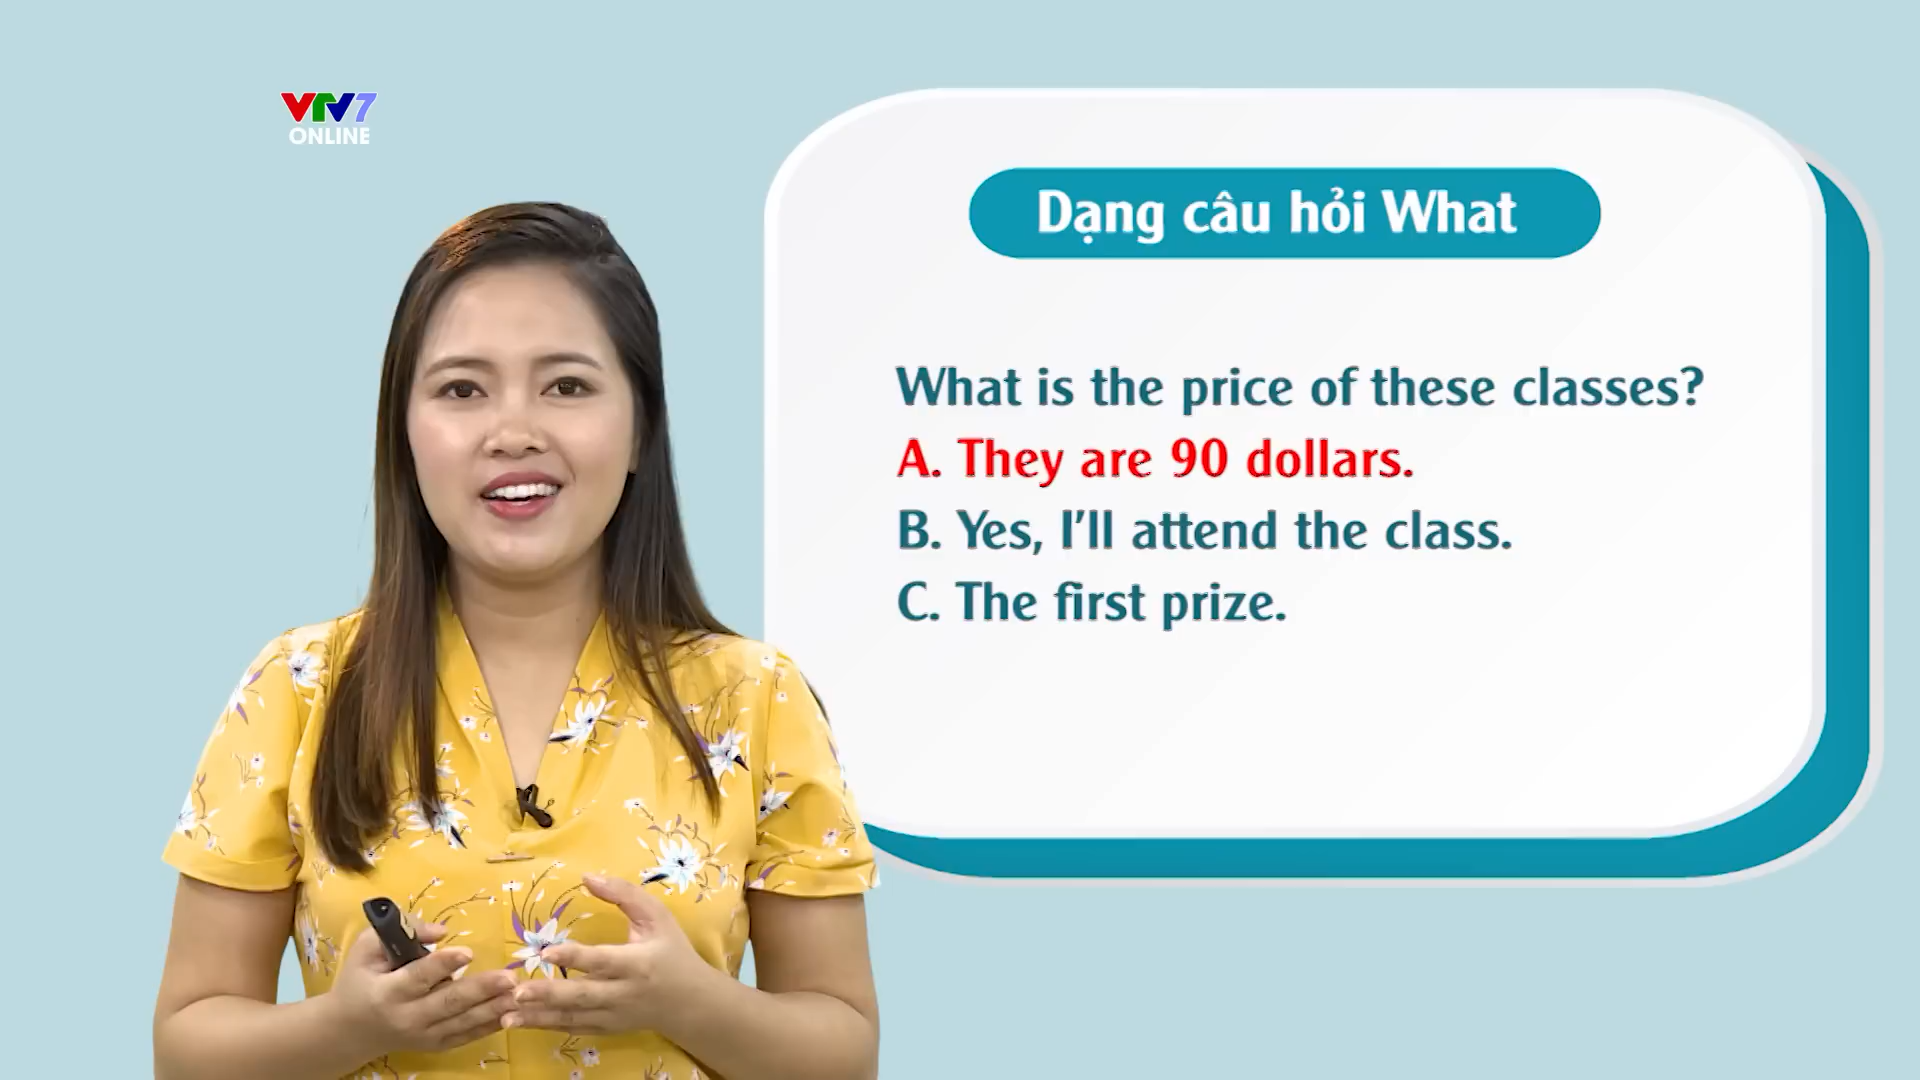 VTV7
ONLINE
Dạng câu hỏi What
What is the price of these classes?
A. They are 90 dollars.
B. Yes, I’ll attend the class.
C. The first prize.